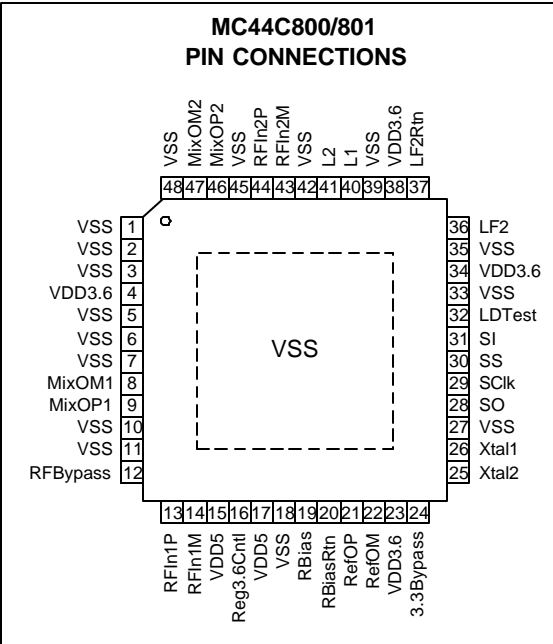 MC44C800/801
PIN CONNECTIONS
VSS
MixOM2
MixOP2
VSS
RFIn2P
RFIn2M
VSS
L2
L1
VSS
VDD3.6
LF2Rtn
48 47 46 45 44 43 42 41 40 39 38 37
VSS 1
VSS 2
VSS 3
VDD3.6 4
VSS 5
VSS 6
VSS 7
MixOM1 8
MixOP1 9
VSS 10
VSS 11
RFBypass 12
VSS
36 LF2
35 VSS
34 VDD3.6
33 VSS
32 LDTest
31 SI
30 SS
29 SClk
28 SO
27 VSS
26 Xtal1
25 Xtal2
13 14 15 16 17 18 19 20 21 22 23 24
RFIn1P
RFIn1M
VDD5
Reg3.6Cntl
VDD5
VSS
RBias
RBiasRtn
RefOP
RefOM
VDD3.6
3.3Bypass